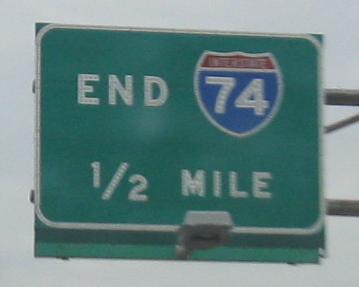 INTERSTATE
END 74
1/2 MILE